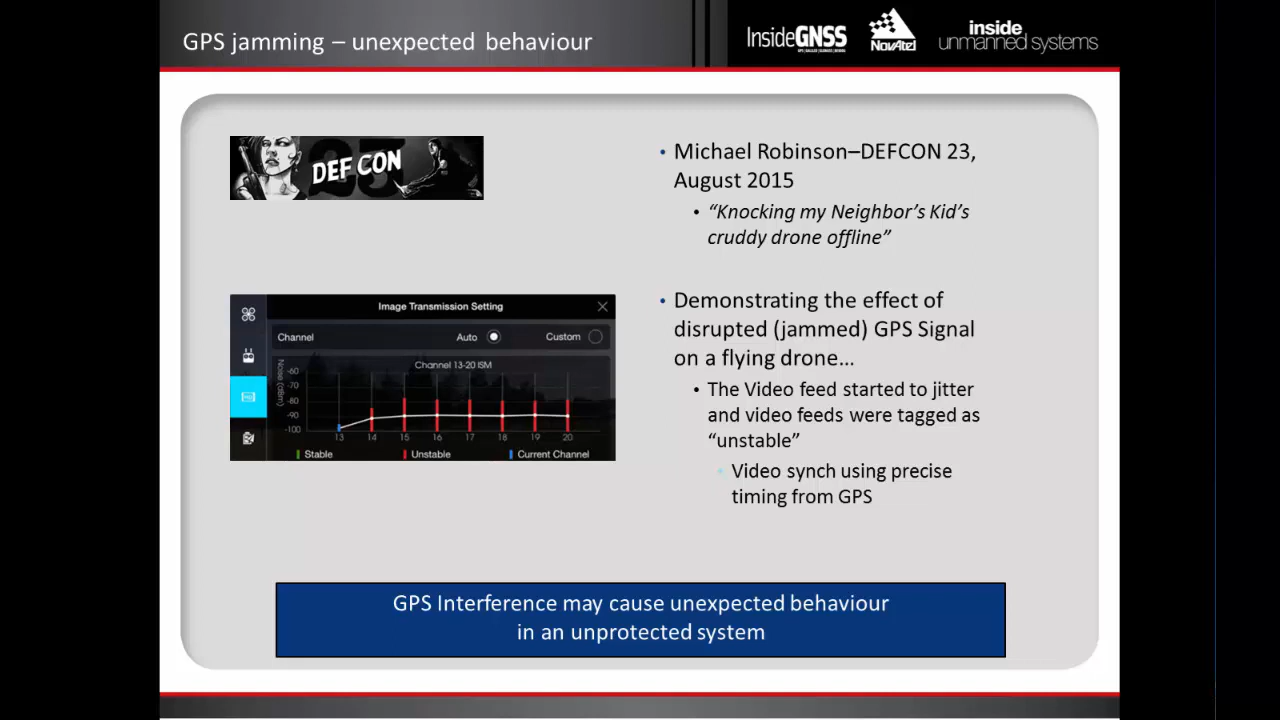 GPS jamming – unexpected behaviour
InsideGNSS
NovAtel
inside
unmanned systems
DEF CON
23
• Michael Robinson–DEFCON 23,
August 2015
• “Knocking my Neighbor’s Kid’s
cruddy drone offline”
Image Transmission Setting
Channel Auto Custom
Channel 13-20 ISM
Noise (dBm)
-60
-70
-80
-90
-100
13 14 15 16 17 18 19 20
Stable Unstable Current Channel
• Demonstrating the effect of
disrupted (jammed) GPS Signal
on a flying drone…
• The Video feed started to jitter
and video feeds were tagged as
“unstable”
• Video synch using precise
timing from GPS
GPS Interference may cause unexpected behaviour
in an unprotected system